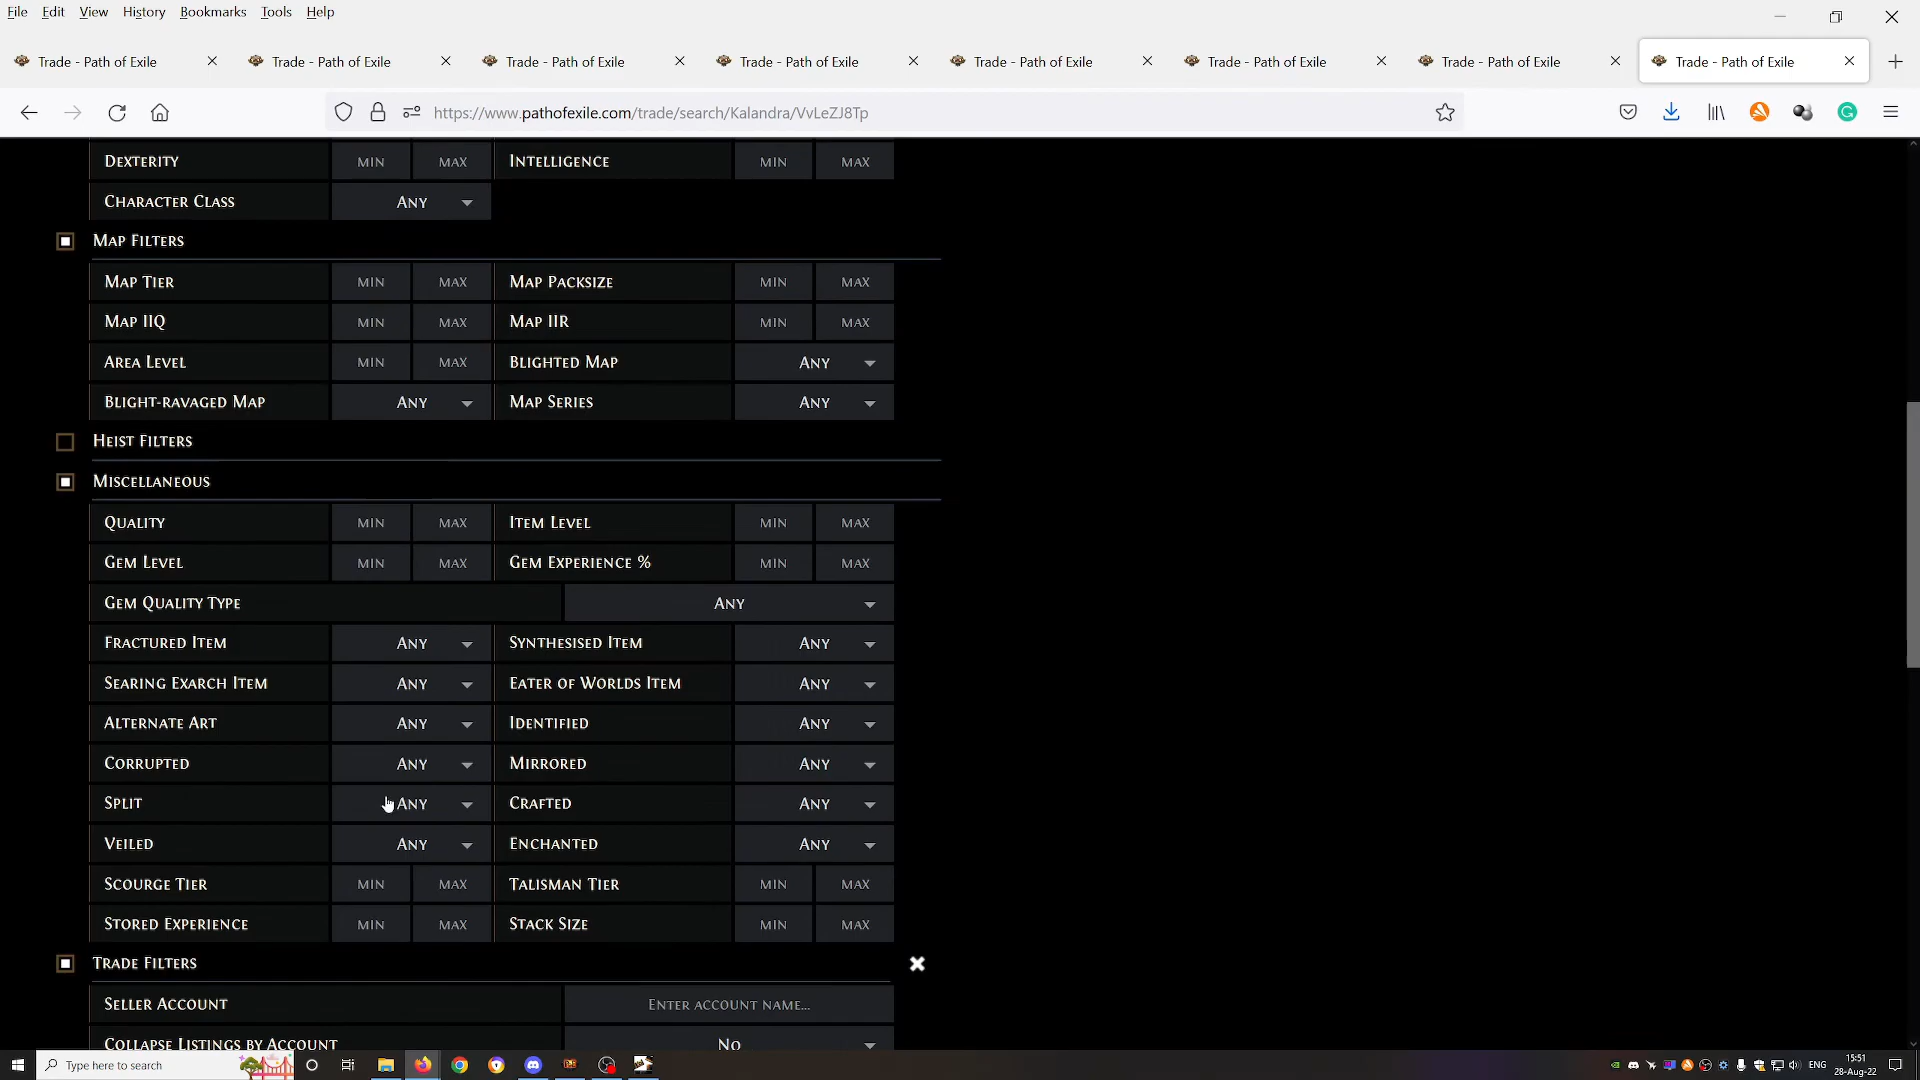 File Edit View History Bookmarks Tools Help
Trade - Path of Exile Trade - Path of Exile Trade - Path of Exile Trade - Path of Exile Trade - Path of Exile Trade - Path of Exile Trade - Path of Exile Trade - Path of Exile
https://www.pathofexile.com/trade/search/Kalandra/VvLeZJ8Tp
Dexterity MIN MAX Intelligence MIN MAX
Character Class Any
Map Filters
Map Tier MIN MAX Map Packsize MIN MAX
Map IIQ MIN MAX Map IIR MIN MAX
Area Level MIN MAX Blighted Map Any
Blight-ravaged Map Any Map Series Any
Heist Filters
Miscellaneous
Quality MIN MAX Item Level MIN MAX
Gem Level MIN MAX Gem Experience % MIN MAX
Gem Quality Type Any
Fractured Item Any Synthesised Item Any
Searing Exarch Item Any Eater of Worlds Item Any
Alternate Art Any Identified Any
Corrupted Any Mirrored Any
Split Any Crafted Any
Veiled Any Enchanted Any
Scourge Tier MIN MAX Talisman Tier MIN MAX
Stored Experience MIN MAX Stack Size MIN MAX
Trade Filters
Seller Account Enter account name...
Collapse Listings by Account No
Type here to search ENG 15:51
28-Aug-22